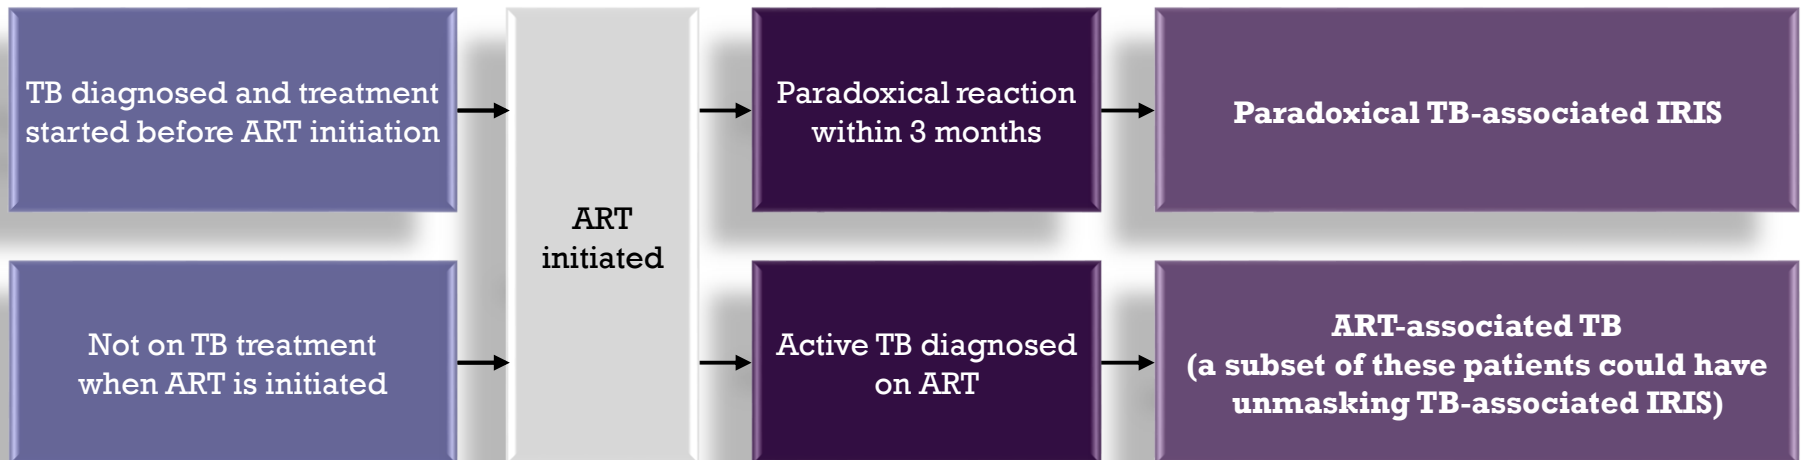 TB diagnosed and treatment
started before ART initiation
Not on TB treatment
when ART is initiated
ART
initiated
Paradoxical reaction
within 3 months
Active TB diagnosed
on ART
Paradoxical TB-associated IRIS
ART-associated TB
(a subset of these patients could have
unmasking TB-associated IRIS)